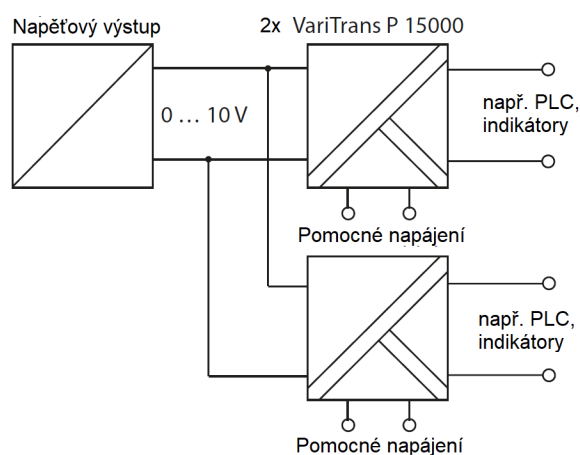 Napěťový výstup
2x VariTrans P 15000
0 … 10 V
např. PLC,
indikátory
Pomocné napájení
např. PLC,
indikátory
Pomocné napájení